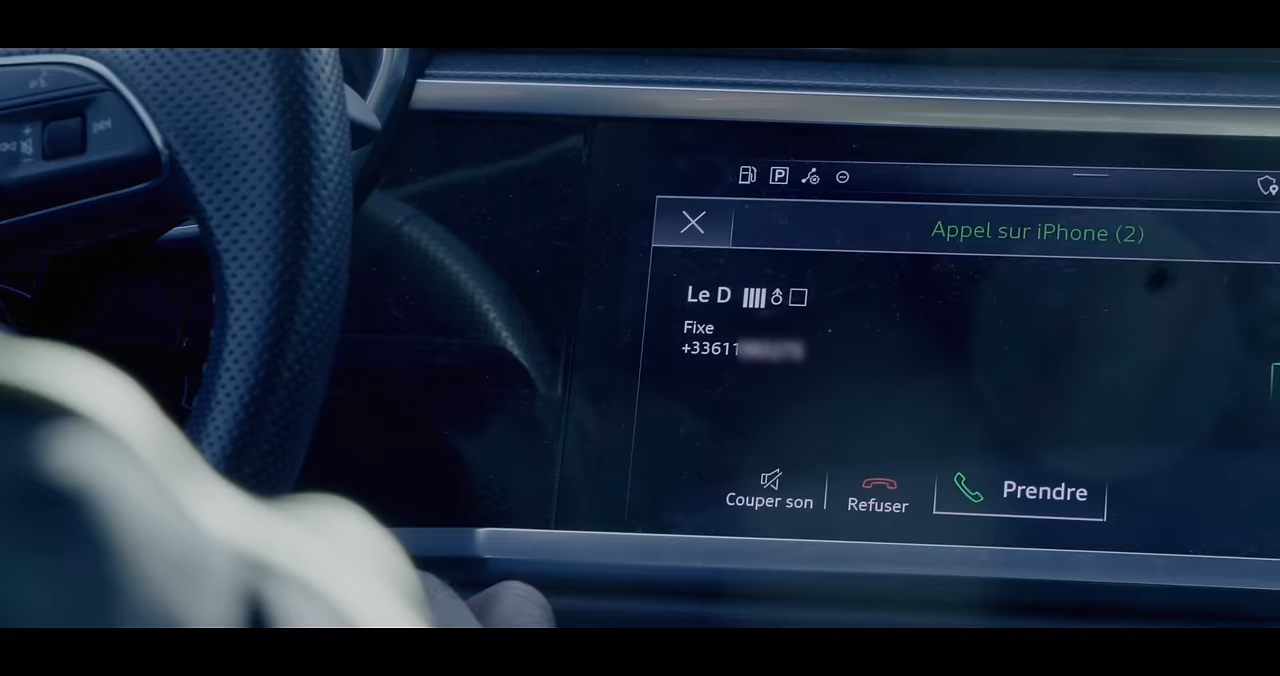 Appel sur iPhone (2)
Le D
Fixe
+33611
Couper son
Refuser
Prendre